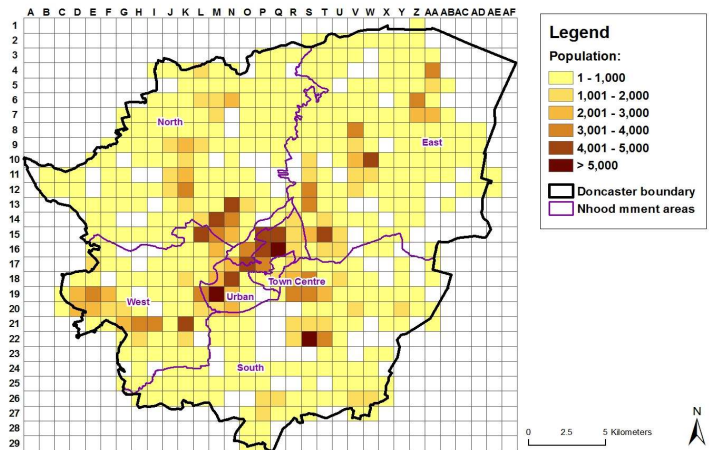 A B C D E F G H I J K L M N O P Q R S T U V W X Y Z AA AB AC AD AE AF
1
2
3
4
5
6
7
8
9
10
11
12
13
14
15
16
17
18
19
20
21
22
23
24
25
26
27
28
29
North
East
Town Centre
West
Urban
South
Legend
Population:
1 - 1,000
1,001 - 2,000
2,001 - 3,000
3,001 - 4,000
4,001 - 5,000
> 5,000
Doncaster boundary
Nhood mment areas
N
0 2.5 5 Kilometers